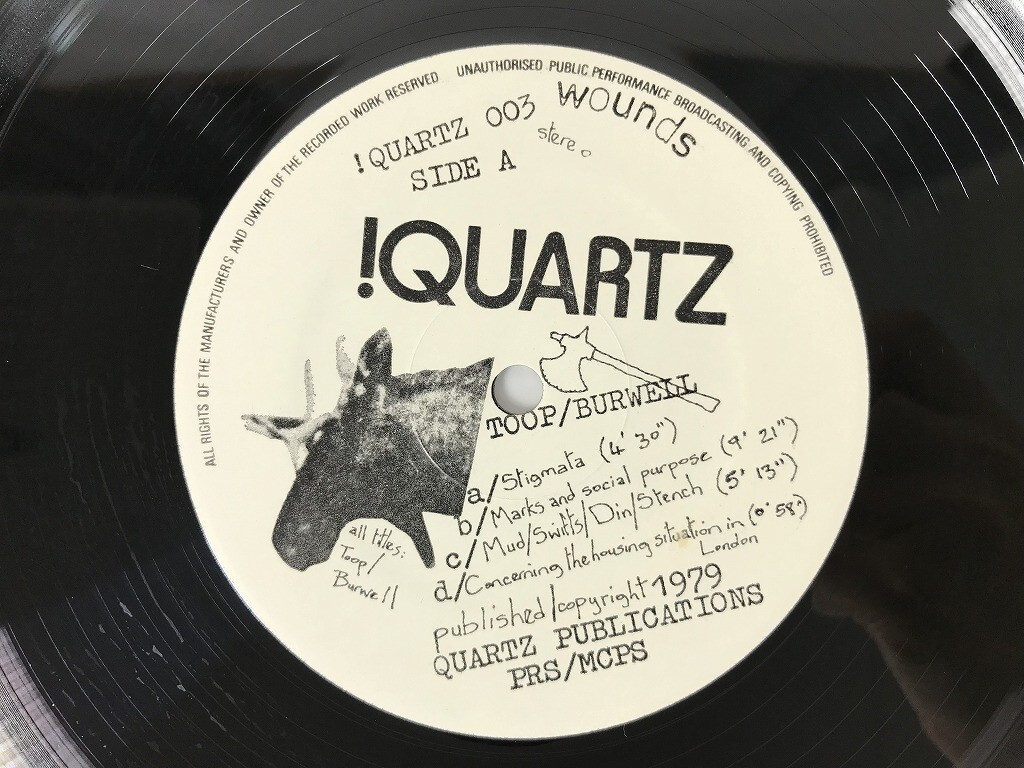 ALL RIGHTS OF THE MANUFACTURERS AND OWNER OF THE RECORDED WORK RESERVED UNAUTHORISED PUBLIC PERFORMANCE BROADCASTING AND COPYING PROHIBITED
!QUARTZ 003
wounds
stereo
SIDE A
!QUARTZ
TOOP/BURWELL
a/Stigmata (4' 30")
b/Marks and social purpose (9' 21")
c/Mud/Switts/Din/Stench (5' 13")
d/Concerning the housing situation in (0' 58")
London
all titles:
Toop/
Burwell
published/copyright 1979
QUARTZ PUBLICATIONS
PRS/MCPS